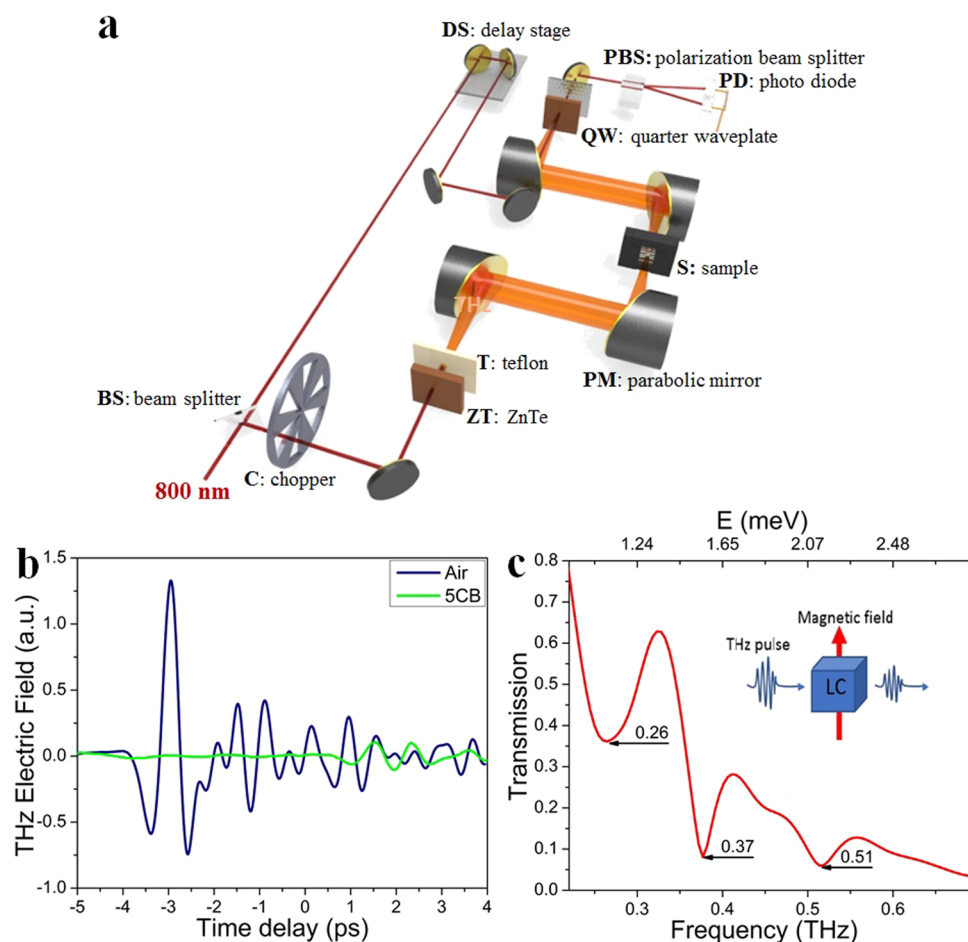 a
DS: delay stage
PBS: polarization beam splitter
PD: photo diode
QW: quarter waveplate
S: sample
THz
T: teflon
PM: parabolic mirror
BS: beam splitter
ZT: ZnTe
C: chopper
800 nm
b
1.5
1.0
0.5
0.0
-0.5
-1.0
THz Electric Field (a.u.)
Air
5CB
-5 -4 -3 -2 -1 0 1 2 3 4
Time delay (ps)
c
E (meV)
1.24 1.65 2.07 2.48
0.8
0.7
0.6
0.5
0.4
0.3
0.2
0.1
0.0
Transmission
Magnetic field
THz pulse
LC
0.26
0.37
0.51
0.3 0.4 0.5 0.6
Frequency (THz)